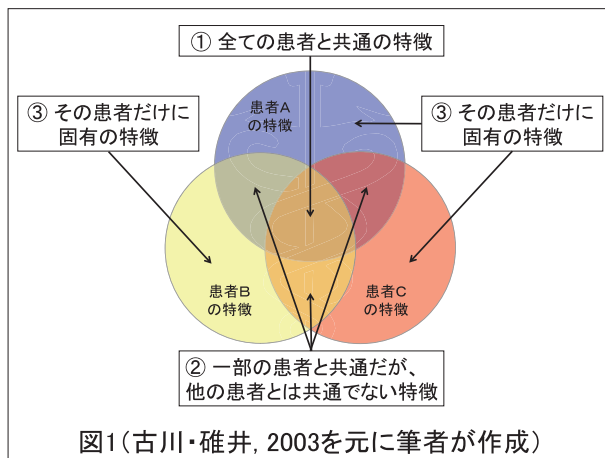 ① 全ての患者と共通の特徴
③ その患者だけに
固有の特徴
患者A
の特徴
③ その患者だけに
固有の特徴
患者B
の特徴
患者C
の特徴
② 一部の患者と共通だが、
他の患者とは共通でない特徴
図1(古川・碓井, 2003を元に筆者が作成)